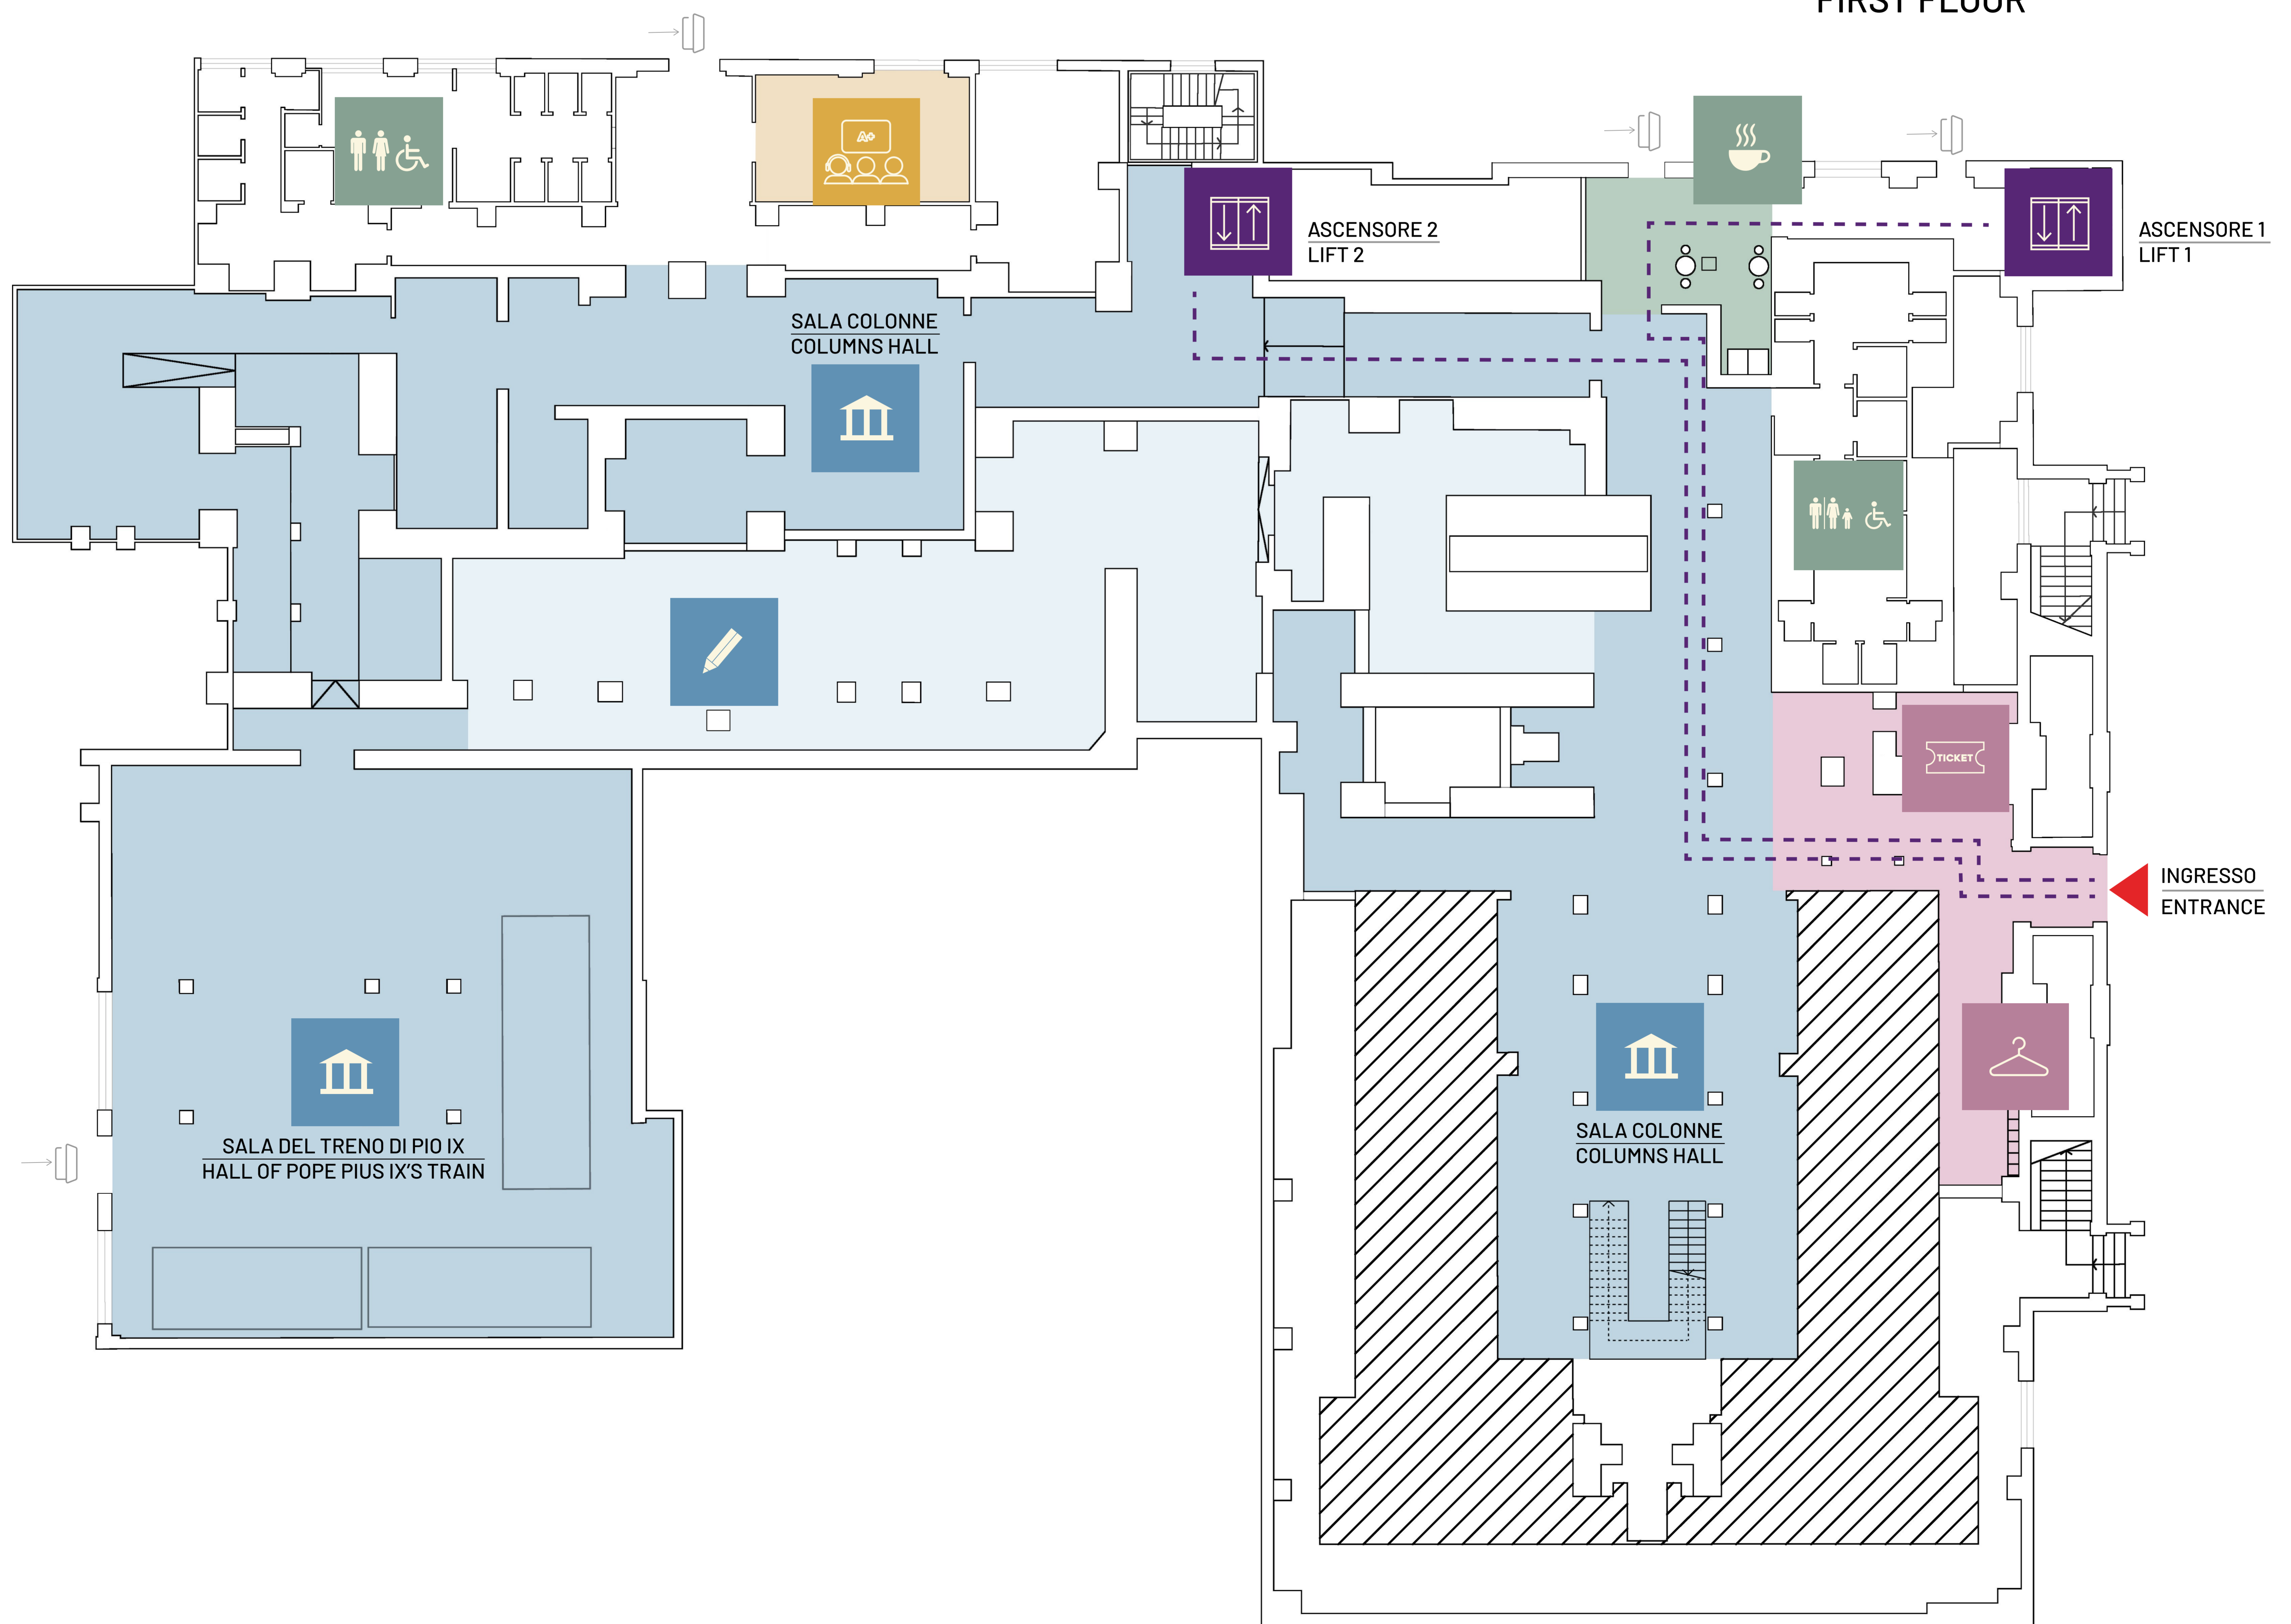 FIRST FLOOR
A+
ASCENSORE 2
LIFT 2
ASCENSORE 1
LIFT 1
SALA COLONNE
COLUMNS HALL
TICKET
INGRESSO
ENTRANCE
SALA DEL TRENO DI PIO IX
HALL OF POPE PIUS IX'S TRAIN
SALA COLONNE
COLUMNS HALL